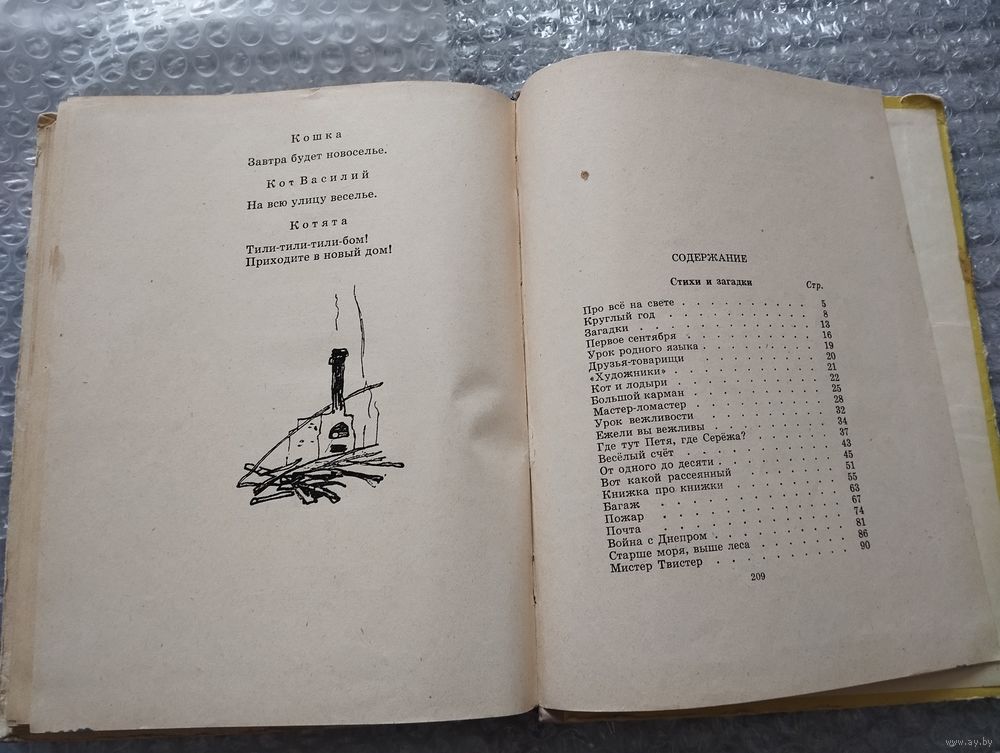 Кошка
Завтра будет новоселье.
Кот Василий
На всю улицу веселье.
Котята
Тили-тили-тили-бом!
Приходите в новый дом!
СОДЕРЖАНИЕ
Стихи и загадки Стр.
Про всё на свете . . . . . . . . . . 5
Круглый год . . . . . . . . . . 8
Загадки . . . . . . . . . . 13
Первое сентября . . . . . . . . . 16
Урок родного языка . . . . . . . . 19
Друзья-товарищи . . . . . . . . . 20
«Художники» . . . . . . . . . . 21
Кот и лодыри . . . . . . . . . . 22
Большой карман . . . . . . . . . 25
Мастер-ломастер . . . . . . . . . 28
Урок вежливости . . . . . . . . . 32
Ежели вы вежливы . . . . . . . . 34
Где тут Петя, где Серёжа? . . . . . . 37
Весёлый счёт . . . . . . . . . . 43
От одного до десяти . . . . . . . . 45
Вот какой рассеянный . . . . . . . 51
Книжка про книжки . . . . . . . . 55
Багаж . . . . . . . . . . . 63
Пожар . . . . . . . . . . . 67
Почта . . . . . . . . . . . 74
Война с Днепром . . . . . . . . . 81
Старше моря, выше леса . . . . . . 86
Мистер Твистер . . . . . . . . . 90
209
www.ay.by